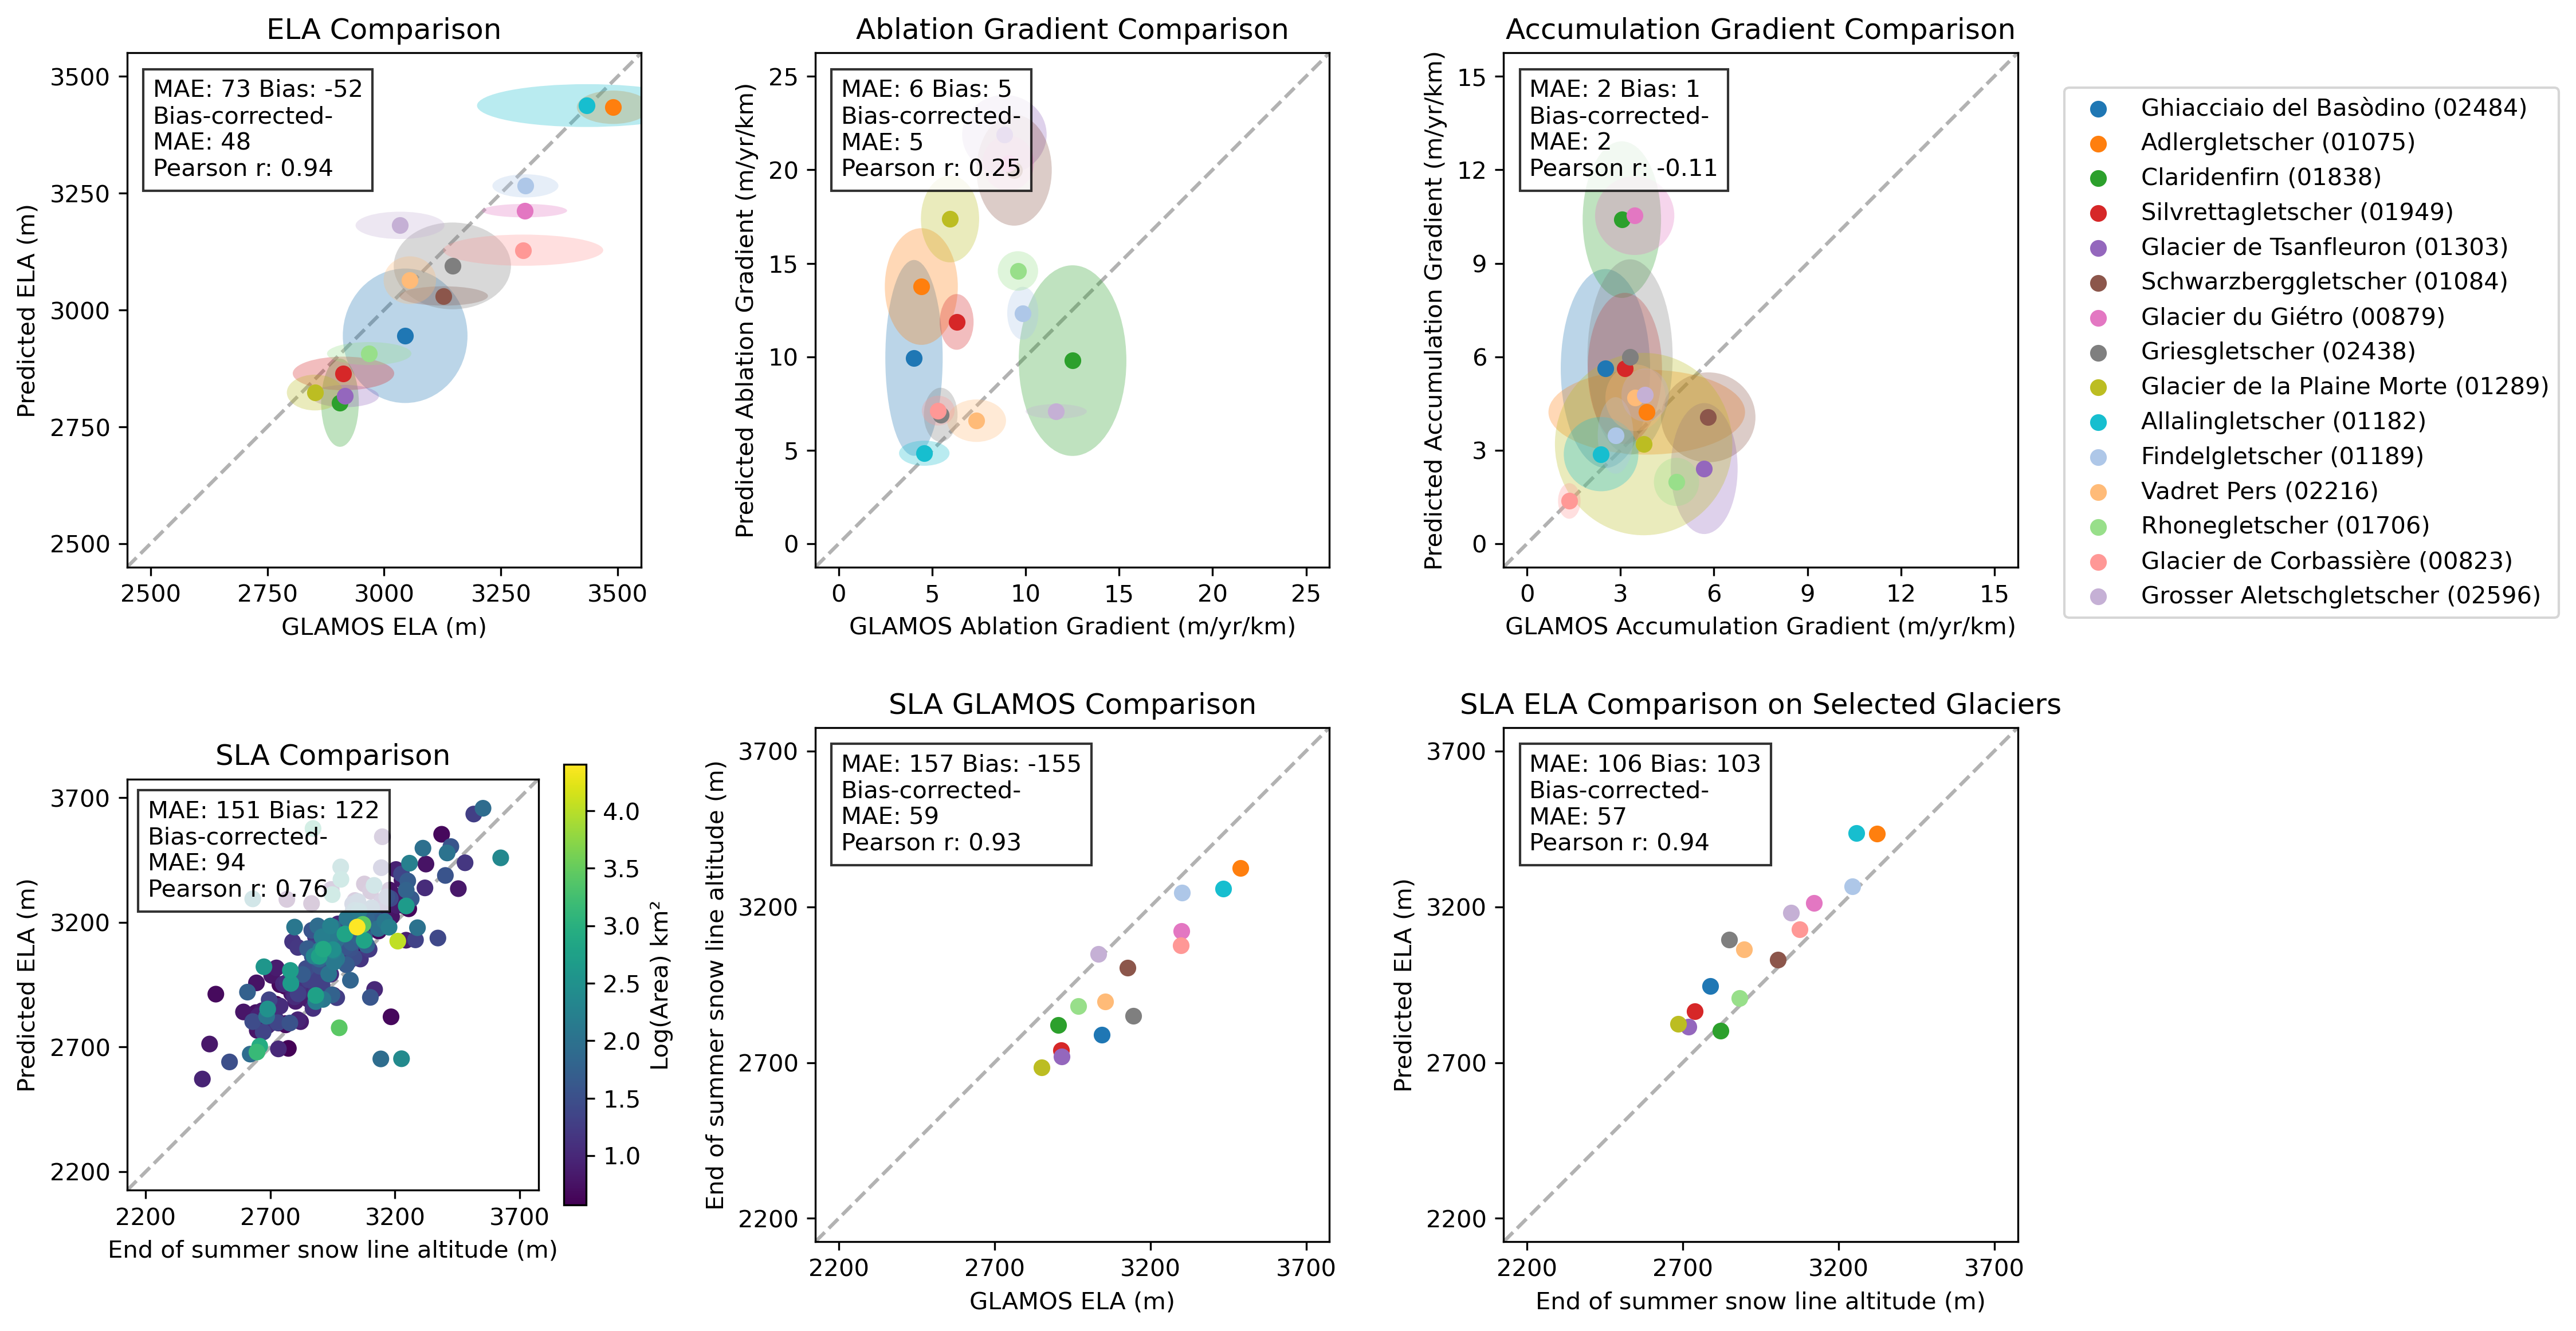 ELA Comparison
MAE: 73 Bias: -52
Bias-corrected-
MAE: 48
Pearson r: 0.94
3500
3250
3000
2750
2500
Predicted ELA (m)
2500 2750 3000 3250 3500
GLAMOS ELA (m)
Ablation Gradient Comparison
MAE: 6 Bias: 5
Bias-corrected-
MAE: 5
Pearson r: 0.25
25
20
15
10
5
0
Predicted Ablation Gradient (m/yr/km)
0 5 10 15 20 25
GLAMOS Ablation Gradient (m/yr/km)
Accumulation Gradient Comparison
MAE: 2 Bias: 1
Bias-corrected-
MAE: 2
Pearson r: -0.11
15
12
9
6
3
0
Predicted Accumulation Gradient (m/yr/km)
0 3 6 9 12 15
GLAMOS Accumulation Gradient (m/yr/km)
Ghiacciaio del Basòdino (02484)
Adlergletscher (01075)
Claridenfirn (01838)
Silvrettagletscher (01949)
Glacier de Tsanfleuron (01303)
Schwarzberggletscher (01084)
Glacier du Giétro (00879)
Griesgletscher (02438)
Glacier de la Plaine Morte (01289)
Allalingletscher (01182)
Findelgletscher (01189)
Vadret Pers (02216)
Rhonegletscher (01706)
Glacier de Corbassière (00823)
Grosser Aletschgletscher (02596)
SLA Comparison
MAE: 151 Bias: 122
Bias-corrected-
MAE: 94
Pearson r: 0.76
3700
3200
2700
2200
Predicted ELA (m)
2200 2700 3200 3700
End of summer snow line altitude (m)
4.0
3.5
3.0
2.5
2.0
1.5
1.0
Log(Area) km²
SLA GLAMOS Comparison
MAE: 157 Bias: -155
Bias-corrected-
MAE: 59
Pearson r: 0.93
3700
3200
2700
2200
End of summer snow line altitude (m)
2200 2700 3200 3700
GLAMOS ELA (m)
SLA ELA Comparison on Selected Glaciers
MAE: 106 Bias: 103
Bias-corrected-
MAE: 57
Pearson r: 0.94
3700
3200
2700
2200
Predicted ELA (m)
2200 2700 3200 3700
End of summer snow line altitude (m)